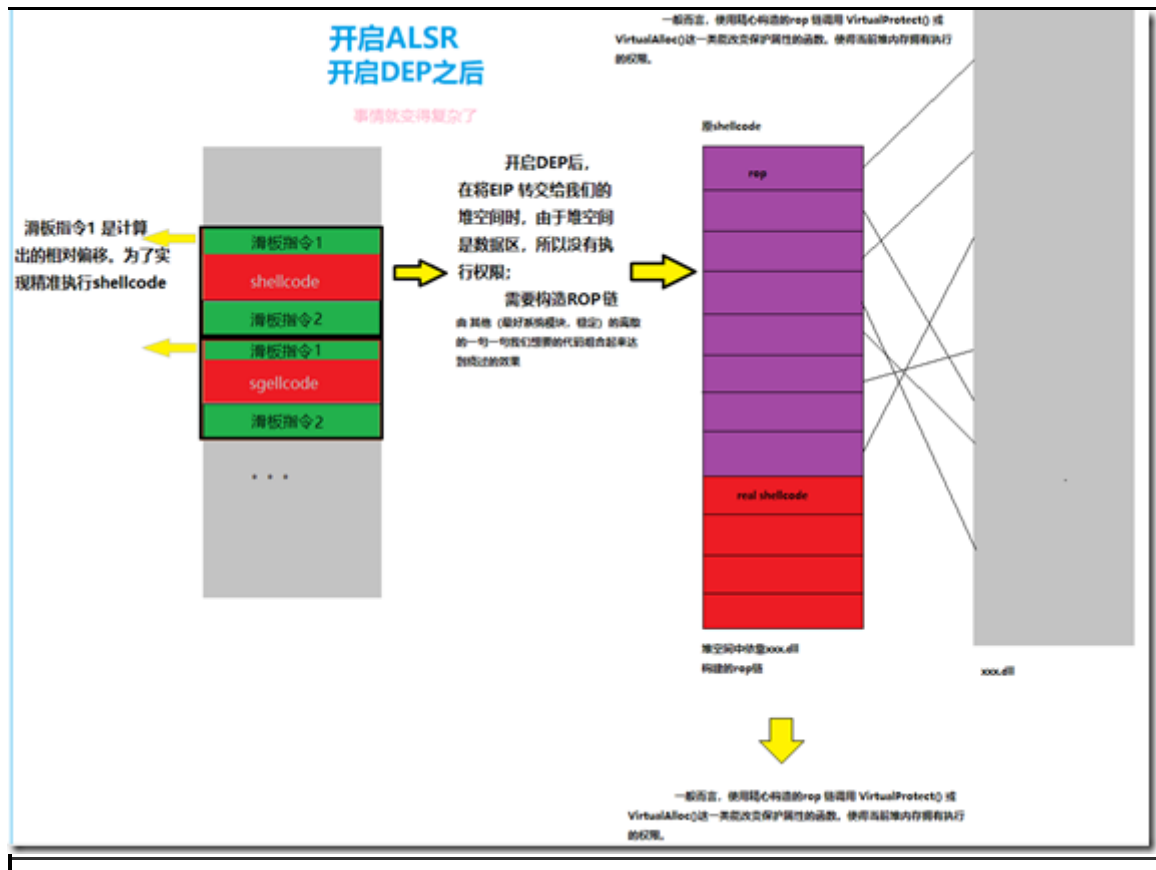 开启ALSR
开启DEP之后
事情就变得复杂了
一般而言，使用精心构造的rop 链调用 VirtualProtect() 或
VirtualAlloc()这一类能改变保护属性的函数。使得当前堆内存拥有执行
的权限。
滑板指令1 是计算
出的相对偏移。为了实
现精准执行shellcode
滑板指令1
shellcode
滑板指令2
滑板指令1
sgellcode
滑板指令2
. . .
开启DEP后，
在将EIP 转交给我们的
堆空间时，由于堆空间
是数据区，所以没有执
行权限；
需要构造ROP 链
由 其他（最好系统模块，稳定）的离散
的一句一句我们想要的代码组合起来达
到绕过的效果
原shellcode
rop
real shellcode
堆空间中依靠xxx.dll
构建的rop链
xxx.dll
一般而言，使用精心构造的rop 链调用 VirtualProtect() 或
VirtualAlloc()这一类能改变保护属性的函数。使得当前堆内存拥有执行
的权限。